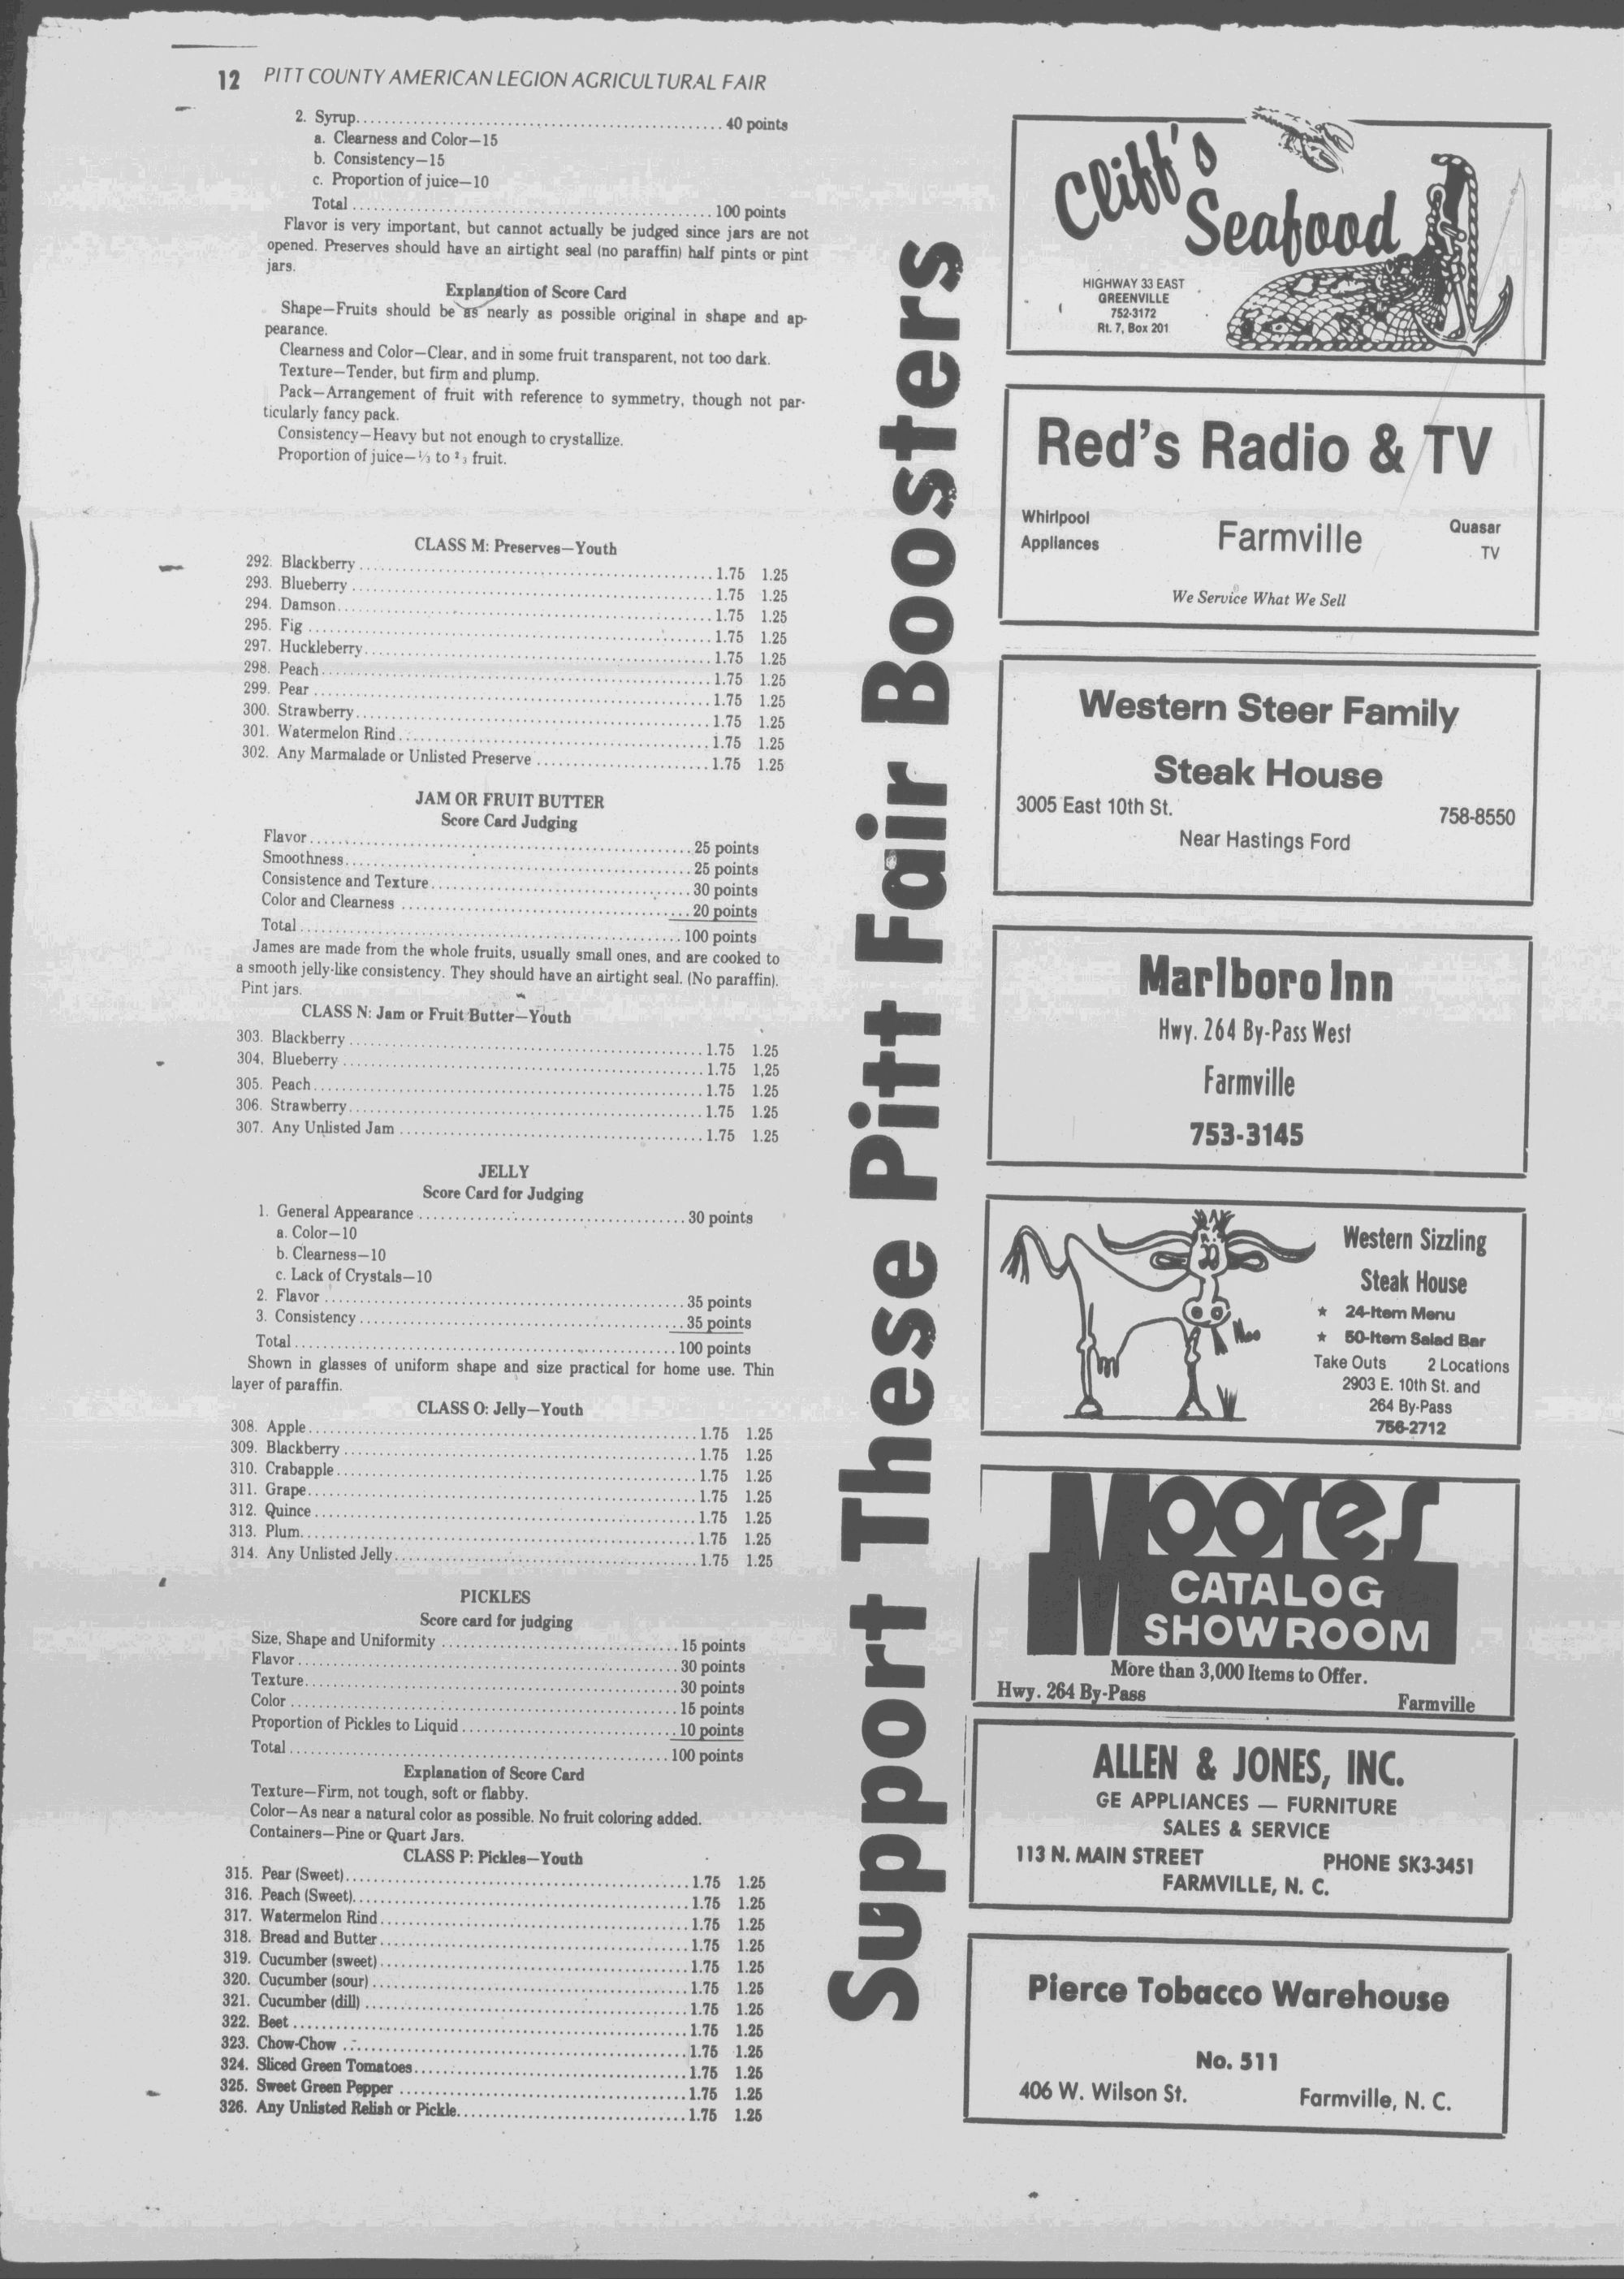 12 PITT COUNTY AMERICAN LEGION AGRICULTURAL FAIR
2. Syrup.................................................. 40 points
a. Clearness and Color—15
b. Consistency—15
c. Proportion of juice—10
Total .................................................. 100 points
Flavor is very important, but cannot actually be judged since jars are not
opened. Preserves should have an airtight seal (no paraffin) half pints or pint
jars.
Explanation of Score Card
Shape—Fruits should be as nearly as possible original in shape and ap-
pearance.
Clearness and Color—Clear, and in some fruit transparent, not too dark.
Texture—Tender, but firm and plump.
Pack—Arrangement of fruit with reference to symmetry, though not par-
ticularly fancy pack.
Consistency—Heavy but not enough to crystallize.
Proportion of juice—⅓ to ⅔ fruit.
CLASS M: Preserves—Youth
292. Blackberry .................................................. 1.75 1.25
293. Blueberry .................................................. 1.75 1.25
294. Damson .................................................. 1.75 1.25
295. Fig .................................................. 1.75 1.25
297. Huckleberry .................................................. 1.75 1.25
298. Peach .................................................. 1.75 1.25
299. Pear .................................................. 1.75 1.25
300. Strawberry .................................................. 1.75 1.25
301. Watermelon Rind .................................................. 1.75 1.25
302. Any Marmalade or Unlisted Preserve ........................ 1.75 1.25
JAM OR FRUIT BUTTER
Score Card Judging
Flavor .................................................. 25 points
Smoothness .................................................. 25 points
Consistence and Texture .................................... 30 points
Color and Clearness ........................................ 20 points
Total .................................................. 100 points
James are made from the whole fruits, usually small ones, and are cooked to
a smooth jelly-like consistency. They should have an airtight seal. (No paraffin).
Pint jars.
CLASS N: Jam or Fruit Butter—Youth
303. Blackberry .................................................. 1.75 1.25
304. Blueberry .................................................. 1.75 1,25
305. Peach .................................................. 1.75 1.25
306. Strawberry .................................................. 1.75 1.25
307. Any Unlisted Jam .......................................... 1.75 1.25
JELLY
Score Card for Judging
1. General Appearance ..................................... 30 points
a. Color—10
b. Clearness—10
c. Lack of Crystals—10
2. Flavor .................................................. 35 points
3. Consistency ............................................. 35 points
Total .................................................. 100 points
Shown in glasses of uniform shape and size practical for home use. Thin
layer of paraffin.
CLASS O: Jelly—Youth
308. Apple .................................................. 1.75 1.25
309. Blackberry .................................................. 1.75 1.25
310. Crabapple .................................................. 1.75 1.25
311. Grape .................................................. 1.75 1.25
312. Quince .................................................. 1.75 1.25
313. Plum .................................................. 1.75 1.25
314. Any Unlisted Jelly ........................................ 1.75 1.25
PICKLES
Score card for judging
Size, Shape and Uniformity ................................ 15 points
Flavor .................................................. 30 points
Texture .................................................. 30 points
Color .................................................. 15 points
Proportion of Pickles to Liquid ............................ 10 points
Total .................................................. 100 points
Explanation of Score Card
Texture—Firm, not tough, soft or flabby.
Color—As near a natural color as possible. No fruit coloring added.
Containers—Pine or Quart Jars.
CLASS P: Pickles—Youth
315. Pear (Sweet) .............................................. 1.75 1.25
316. Peach (Sweet) ............................................. 1.75 1.25
317. Watermelon Rind ........................................... 1.75 1.25
318. Bread and Butter .......................................... 1.75 1.25
319. Cucumber (sweet) .......................................... 1.75 1.25
320. Cucumber (sour) ........................................... 1.75 1.25
321. Cucumber (dill) ........................................... 1.75 1.25
322. Beet .................................................. 1.75 1.25
323. Chow-Chow ................................................. 1.75 1.25
324. Sliced Green Tomatoes ..................................... 1.75 1.25
325. Sweet Green Pepper ........................................ 1.75 1.25
326. Any Unlisted Relish or Pickle ............................. 1.75 1.25
Support These Pitt Fair Boosters
Cliff's
Seafood
HIGHWAY 33 EAST
GREENVILLE
752-3172
Rt. 7, Box 201
Red's Radio & TV
Whirlpool
Appliances
Farmville
Quasar
TV
We Service What We Sell
Western Steer Family
Steak House
3005 East 10th St. 758-8550
Near Hastings Ford
Marlboro Inn
Hwy. 264 By-Pass West
Farmville
753-3145
Moo
Western Sizzling
Steak House
★ 24-Item Menu
★ 50-Item Salad Bar
Take Outs 2 Locations
2903 E. 10th St. and
264 By-Pass
756-2712
Moores
CATALOG
SHOWROOM
More than 3,000 Items to Offer.
Hwy. 264 By-Pass Farmville
ALLEN & JONES, INC.
GE APPLIANCES — FURNITURE
SALES & SERVICE
113 N. MAIN STREET PHONE SK3-3451
FARMVILLE, N. C.
Pierce Tobacco Warehouse
No. 511
406 W. Wilson St. Farmville, N. C.